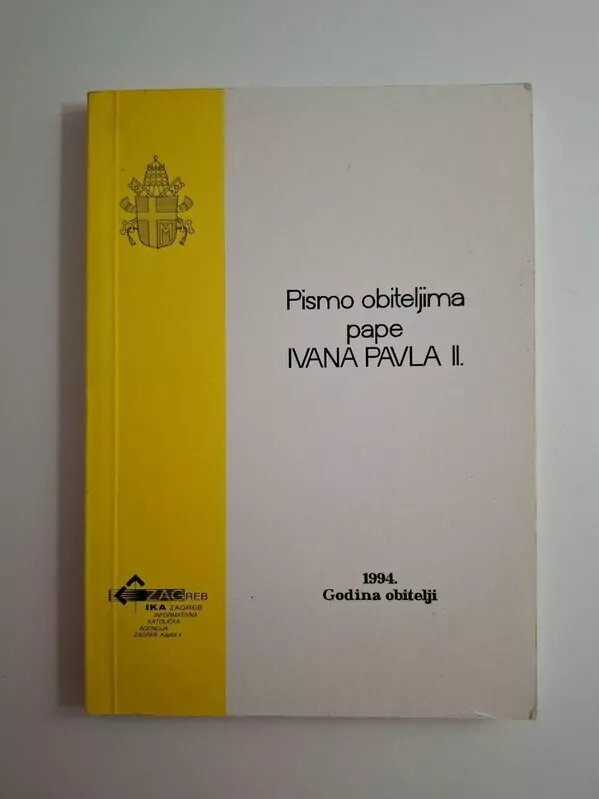 Pismo obiteljima
pape
IVANA PAVLA II.
1994.
Godina obitelji
ZAGREB
IKA ZAGREB
INFORMATIVNA
KATOLIČKA
AGENCIJA
ZAGREB, Kaptol 4